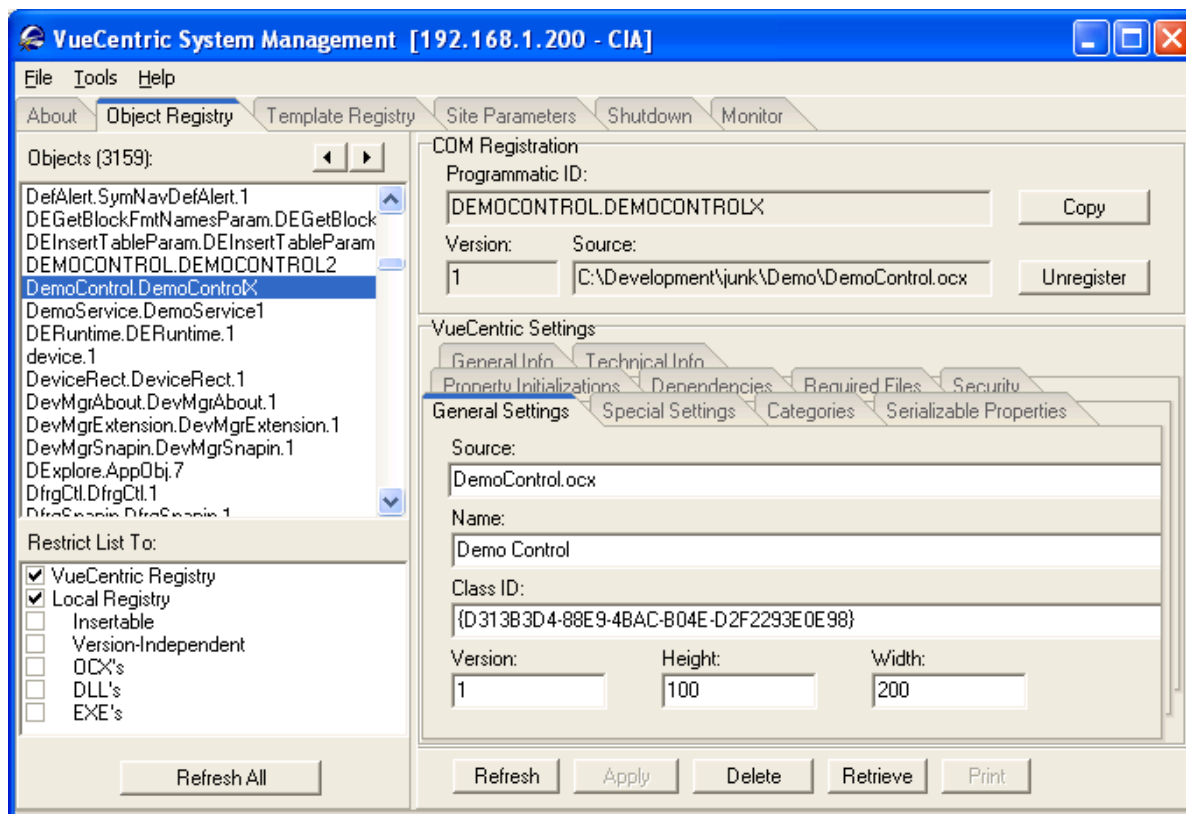 VueCentric System Management [192.168.1.200 - CIA]
File Tools Help
About Object Registry Template Registry Site Parameters Shutdown Monitor
Objects (3159):
DefAlert.SymNavDefAlert.1
DEGetBlockFmtNamesParam.DEGetBlock
DEInsertTableParam.DEInsertTableParam
DEMOCONTROL.DEMOCONTROL2
DemoControl.DemoControlX
DemoService.DemoService1
DERuntime.DERuntime.1
device.1
DeviceRect.DeviceRect.1
DevMgrAbout.DevMgrAbout.1
DevMgrExtension.DevMgrExtension.1
DevMgrSnapin.DevMgrSnapin.1
DExplore.AppObj.7
DfrgCtl.DfrgCtl.1
DfrgSnapin.DfrgSnapin.1
Restrict List To:
VueCentric Registry
Local Registry
Insertable
Version-Independent
OCX's
DLL's
EXE's
Refresh All
COM Registration
Programmatic ID:
DEMOCONTROL.DEMOCONTROLX Copy
Version: Source:
1 C:\Development\junk\Demo\DemoControl.ocx Unregister
VueCentric Settings
General Info Technical Info
Property Initializations Dependencies Required Files Security
General Settings Special Settings Categories Serializable Properties
Source:
DemoControl.ocx
Name:
Demo Control
Class ID:
{D313B3D4-88E9-4BAC-B04E-D2F2293E0E98}
Version: Height: Width:
1 100 200
Refresh Apply Delete Retrieve Print